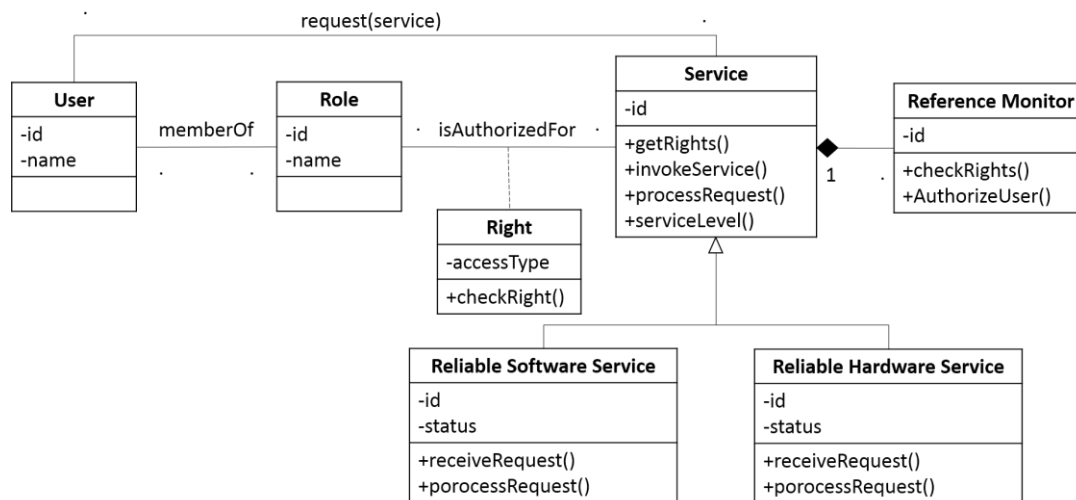 request(service)
User
-id
-name
memberOf
Role
-id
-name
isAuthorizedFor
Right
-accessType
+checkRight()
Service
-id
+getRights()
+invokeService()
+processRequest()
+serviceLevel()
1
Reference Monitor
-id
+checkRights()
+AuthorizeUser()
Reliable Software Service
-id
-status
+receiveRequest()
+porocessRequest()
Reliable Hardware Service
-id
-status
+receiveRequest()
+porocessRequest()